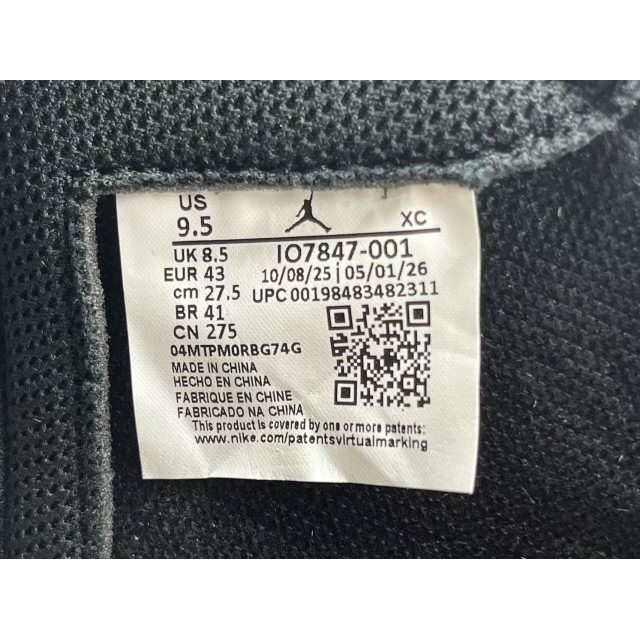 US
9.5 XC
UK 8.5 IO7847-001
EUR 43 10/08/25 | 05/01/26
cm 27.5 UPC 00198483482311
BR 41
CN 275
04MTPM0RBG74G
MADE IN CHINA
HECHO EN CHINA
FABRIQUE EN CHINE
FABRICADO NA CHINA
This product is covered by one or more patents:
www.nike.com/patentsvirtualmarking